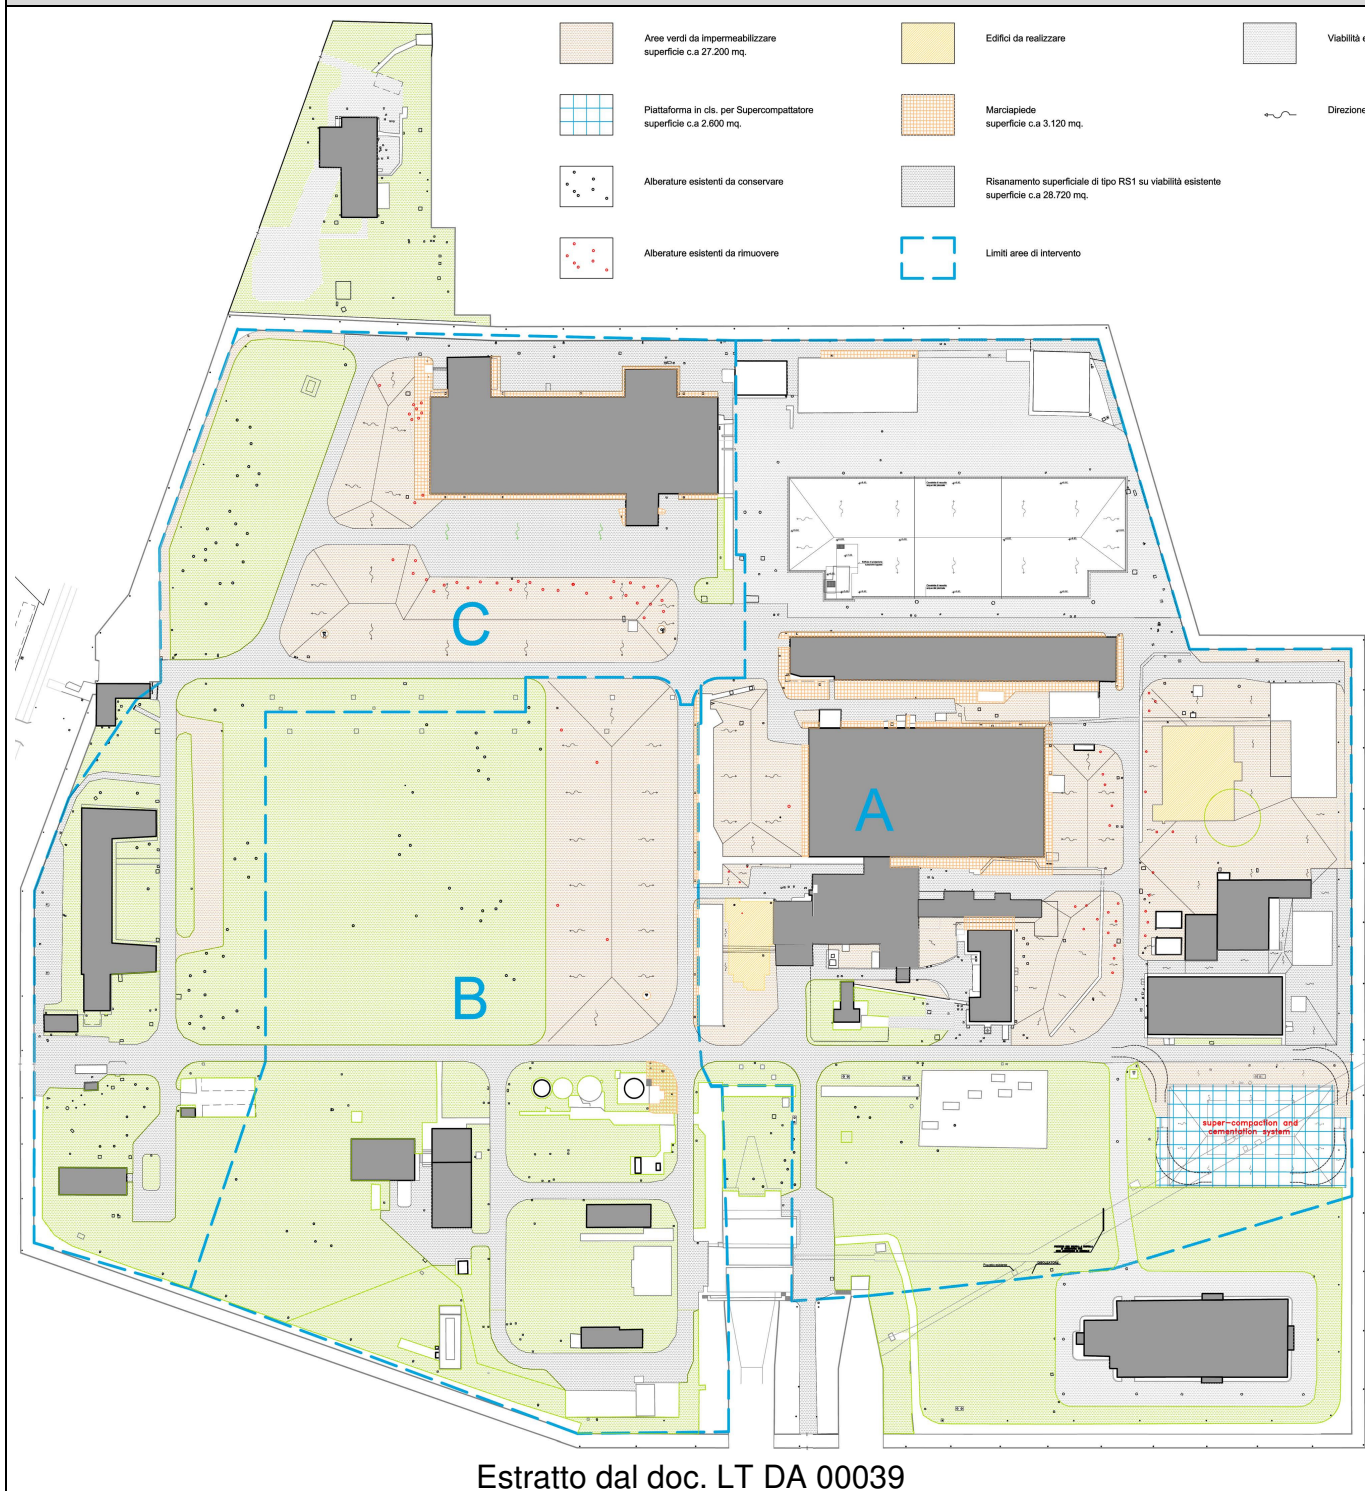 Aree verdi da impermeabilizzare
superficie c.a 27.200 mq.
Edifici da realizzare
Viabilità e
Piattaforma in cls. per Supercompattatore
superficie c.a 2.600 mq.
Marciapiede
superficie c.a 3.120 mq.
Direzione
Alberature esistenti da conservare
Risanamento superficiale di tipo RS1 su viabilità esistente
superficie c.a 28.720 mq.
Alberature esistenti da rimuovere
Limiti aree di intervento
C
A
B
super-compaction and
cementation system
Estratto dal doc. LT DA 00039